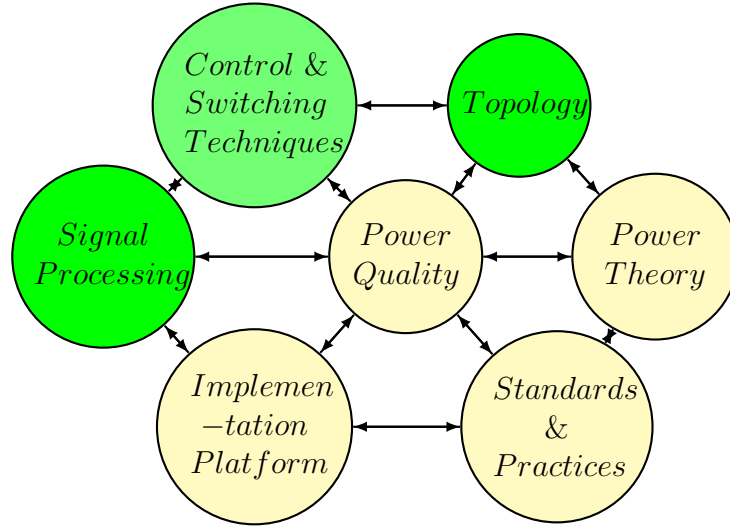 Control &
Switching
Techniques
Topology
Signal
Processing
Power
Quality
Power
Theory
Implemen
−tation
Platform
Standards
&
Practices